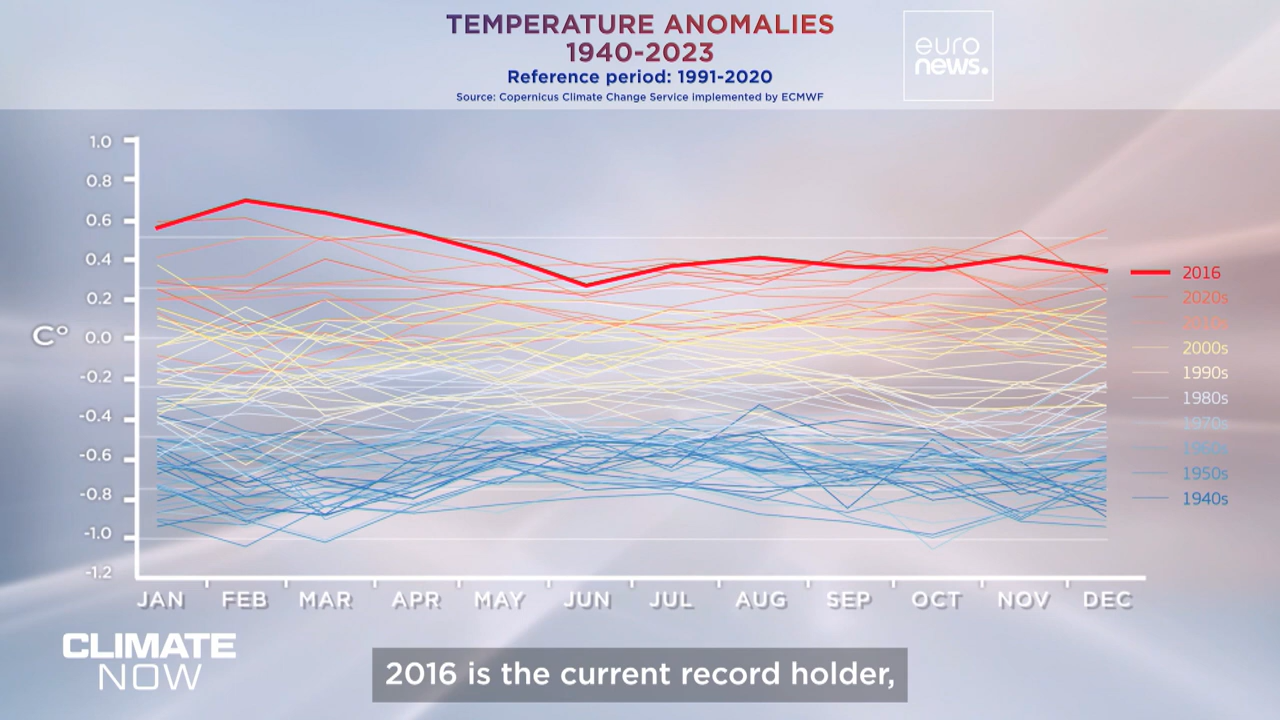 TEMPERATURE ANOMALIES
1940-2023
Reference period: 1991-2020
Source: Copernicus Climate Change Service implemented by ECMWF
euro
news.
1.0
0.8
0.6
0.4
0.2
0.0
-0.2
-0.4
-0.6
-0.8
-1.0
-1.2
C°
2016
2020s
2010s
2000s
1990s
1980s
1970s
1960s
1950s
1940s
JAN FEB MAR APR MAY JUN JUL AUG SEP OCT NOV DEC
CLIMATE
NOW
2016 is the current record holder,